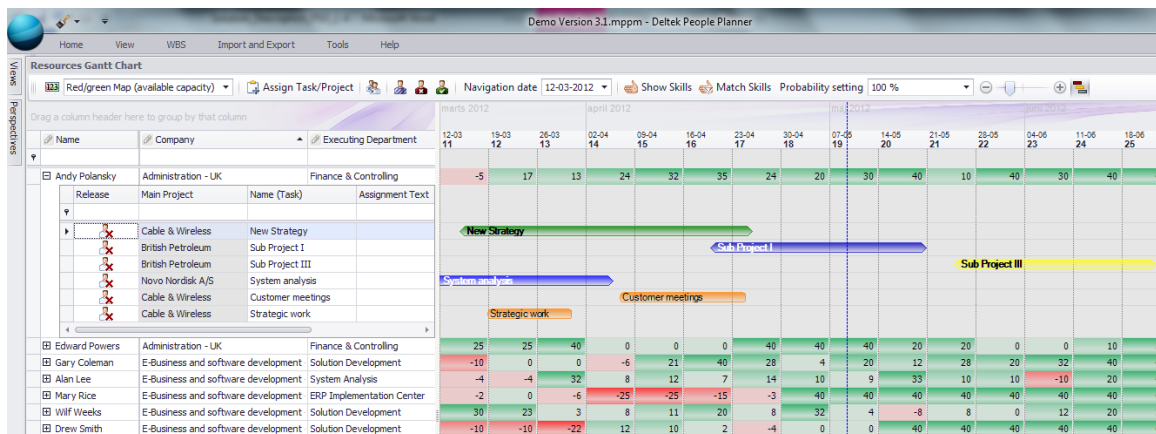 Demo Version 3.1.mppm - Deltek People Planner
Home View WBS Import and Export Tools Help
Views
Perspectives
Resources Gantt Chart
123 Red/green Map (available capacity) Assign Task/Project Navigation date 12-03-2012 Show Skills Match Skills Probability setting 100 %
Drag a column header here to group by that column
marts 2012 april 2012 maj 2012 juni 2012
12-03 19-03 26-03 02-04 09-04 16-04 23-04 30-04 07-05 14-05 21-05 28-05 04-06 11-06 18-06
Name Company Executing Department 11 12 13 14 15 16 17 18 19 20 21 22 23 24 25
Andy Polansky Administration - UK Finance & Controlling -5 17 13 24 32 35 24 20 30 40 10 40 30 40
Release Main Project Name (Task) Assignment Text
Cable & Wireless New Strategy New Strategy
British Petroleum Sub Project I Sub Project I
British Petroleum Sub Project III Sub Project III
Novo Nordisk A/S System analysis System analysis
Cable & Wireless Customer meetings Customer meetings
Cable & Wireless Strategic work Strategic work
Edward Powers Administration - UK Finance & Controlling 25 25 40 0 0 0 40 40 40 20 20 0 0 10
Gary Coleman E-Business and software development Solution Development -10 0 0 -6 21 40 28 4 20 12 28 20 32 40
Alan Lee E-Business and software development System Analysis -4 -4 32 8 12 7 14 10 9 33 10 10 -10 20
Mary Rice E-Business and software development ERP Implementation Center -2 0 -6 -25 -25 -15 -3 40 40 40 40 40 40 40
Wilf Weeks E-Business and software development Solution Development 30 23 3 8 11 20 8 32 4 -8 8 0 12 20
Drew Smith E-Business and software development Solution Development -10 -10 -22 12 10 2 -4 0 0 40 40 40 40 40